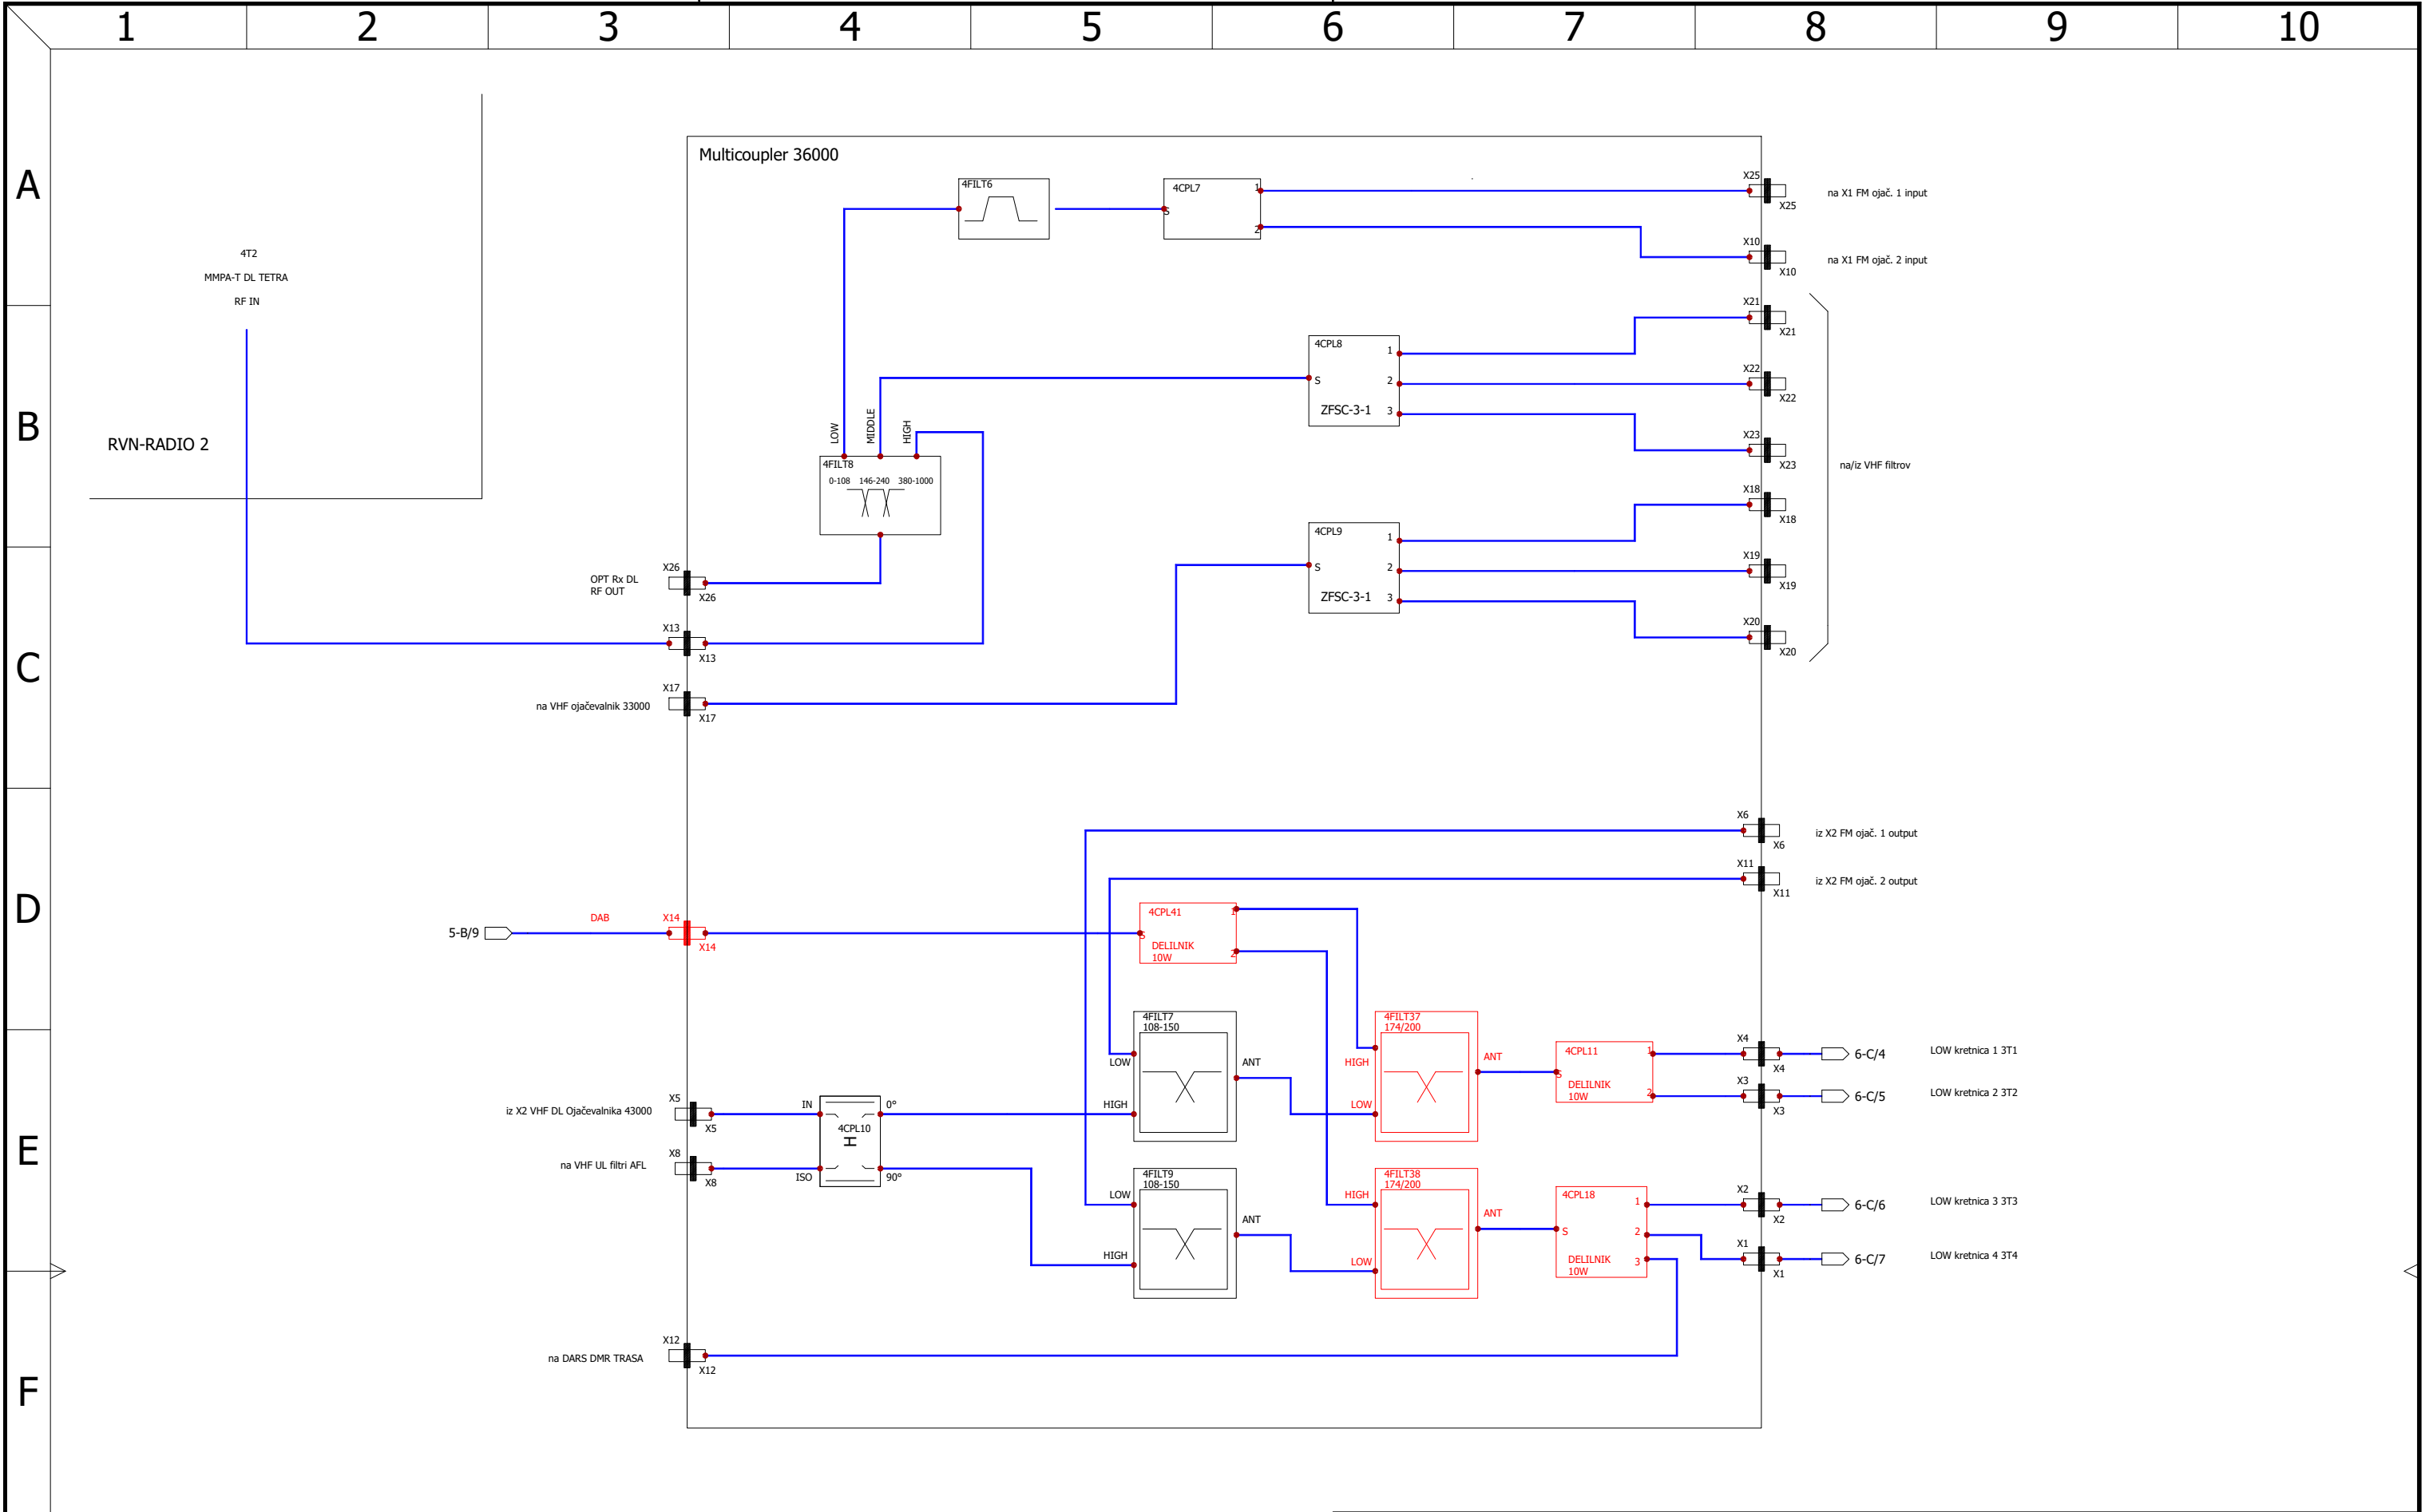 1 2 3 4 5 6 7 8 9 10
A
B
C
D
E
F
4T2
MMPA-T DL TETRA
RF IN
RVN-RADIO 2
Multicoupler 36000
4FILT6
4CPL7
S
1
2
X25
X25
na X1 FM ojač. 1 input
X10
X10
na X1 FM ojač. 2 input
4CPL8
S
1
2
3
ZFSC-3-1
X21
X21
X22
X22
X23
X23
na/iz VHF filtrov
LOW
MIDDLE
HIGH
4FILT8
0-108 146-240 380-1000
4CPL9
S
1
2
3
ZFSC-3-1
X18
X18
X19
X19
X20
X20
OPT Rx DL
RF OUT
X26
X26
X13
X13
na VHF ojačevalnik 33000
X17
X17
X6
X6
iz X2 FM ojač. 1 output
X11
X11
iz X2 FM ojač. 2 output
5-B/9
DAB
X14
X14
4CPL41
S
1
2
DELILNIK
10W
4FILT7
108-150
LOW
HIGH
ANT
4FILT37
174/200
HIGH
LOW
ANT
4CPL11
S
1
2
DELILNIK
10W
X4
X4
6-C/4
LOW kretnica 1 3T1
X3
X3
6-C/5
LOW kretnica 2 3T2
iz X2 VHF DL Ojačevalnika 43000
X5
X5
na VHF UL filtri AFL
X8
X8
IN
ISO
4CPL10
H
0°
90°
4FILT9
108-150
LOW
HIGH
ANT
4FILT38
174/200
HIGH
LOW
ANT
4CPL18
S
1
2
3
DELILNIK
10W
X2
X2
6-C/6
LOW kretnica 3 3T3
X1
X1
6-C/7
LOW kretnica 4 3T4
na DARS DMR TRASA
X12
X12